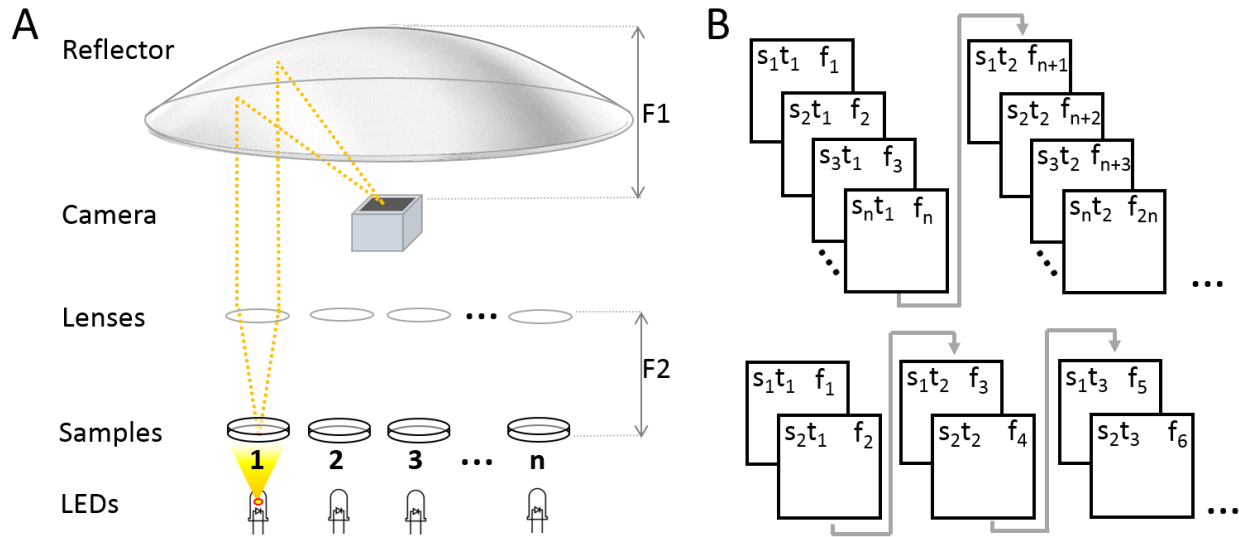 A
Reflector
F1
Camera
Lenses
...
F2
Samples
1 2 3 ... n
LEDs
B
s₁t₁ f₁
s₂t₁ f₂
s₃t₁ f₃
sₙt₁ fₙ
...
s₁t₂ fₙ₊₁
s₂t₂ fₙ₊₂
s₃t₂ fₙ₊₃
sₙt₂ f₂ₙ
...
...
s₁t₁ f₁
s₂t₁ f₂
s₁t₂ f₃
s₂t₂ f₄
s₁t₃ f₅
s₂t₃ f₆
...